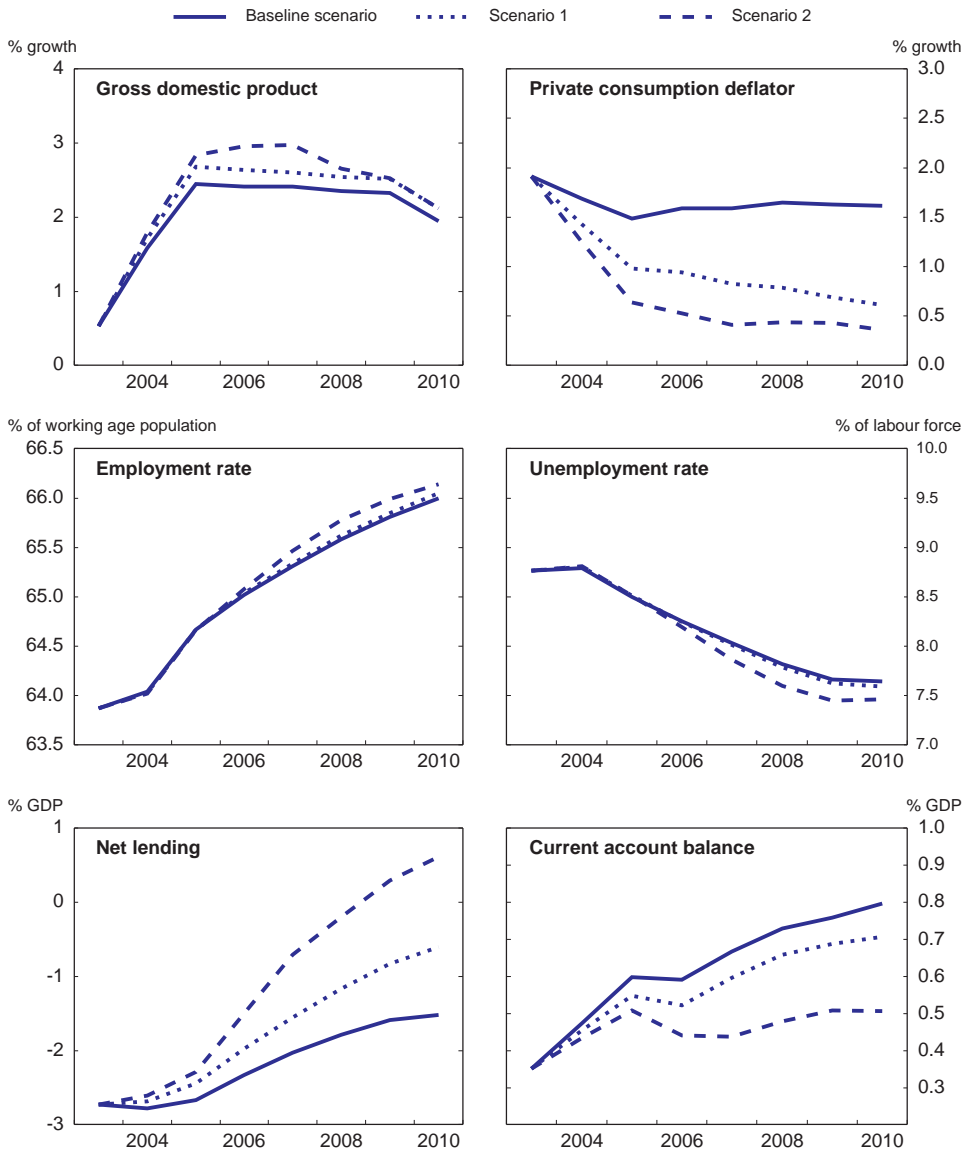 Baseline scenario Scenario 1 Scenario 2
% growth % growth
4 Gross domestic product
3
2
1
0
2004 2006 2008 2010
Private consumption deflator 3.0
2.5
2.0
1.5
1.0
0.5
0.0
2004 2006 2008 2010
% of working age population % of labour force
66.5 Employment rate
66.0
65.5
65.0
64.5
64.0
63.5
2004 2006 2008 2010
Unemployment rate 10.0
9.5
9.0
8.5
8.0
7.5
7.0
2004 2006 2008 2010
% GDP % GDP
1 Net lending
0
-1
-2
-3
2004 2006 2008 2010
Current account balance 1.0
0.9
0.8
0.7
0.6
0.5
0.4
0.3
2004 2006 2008 2010